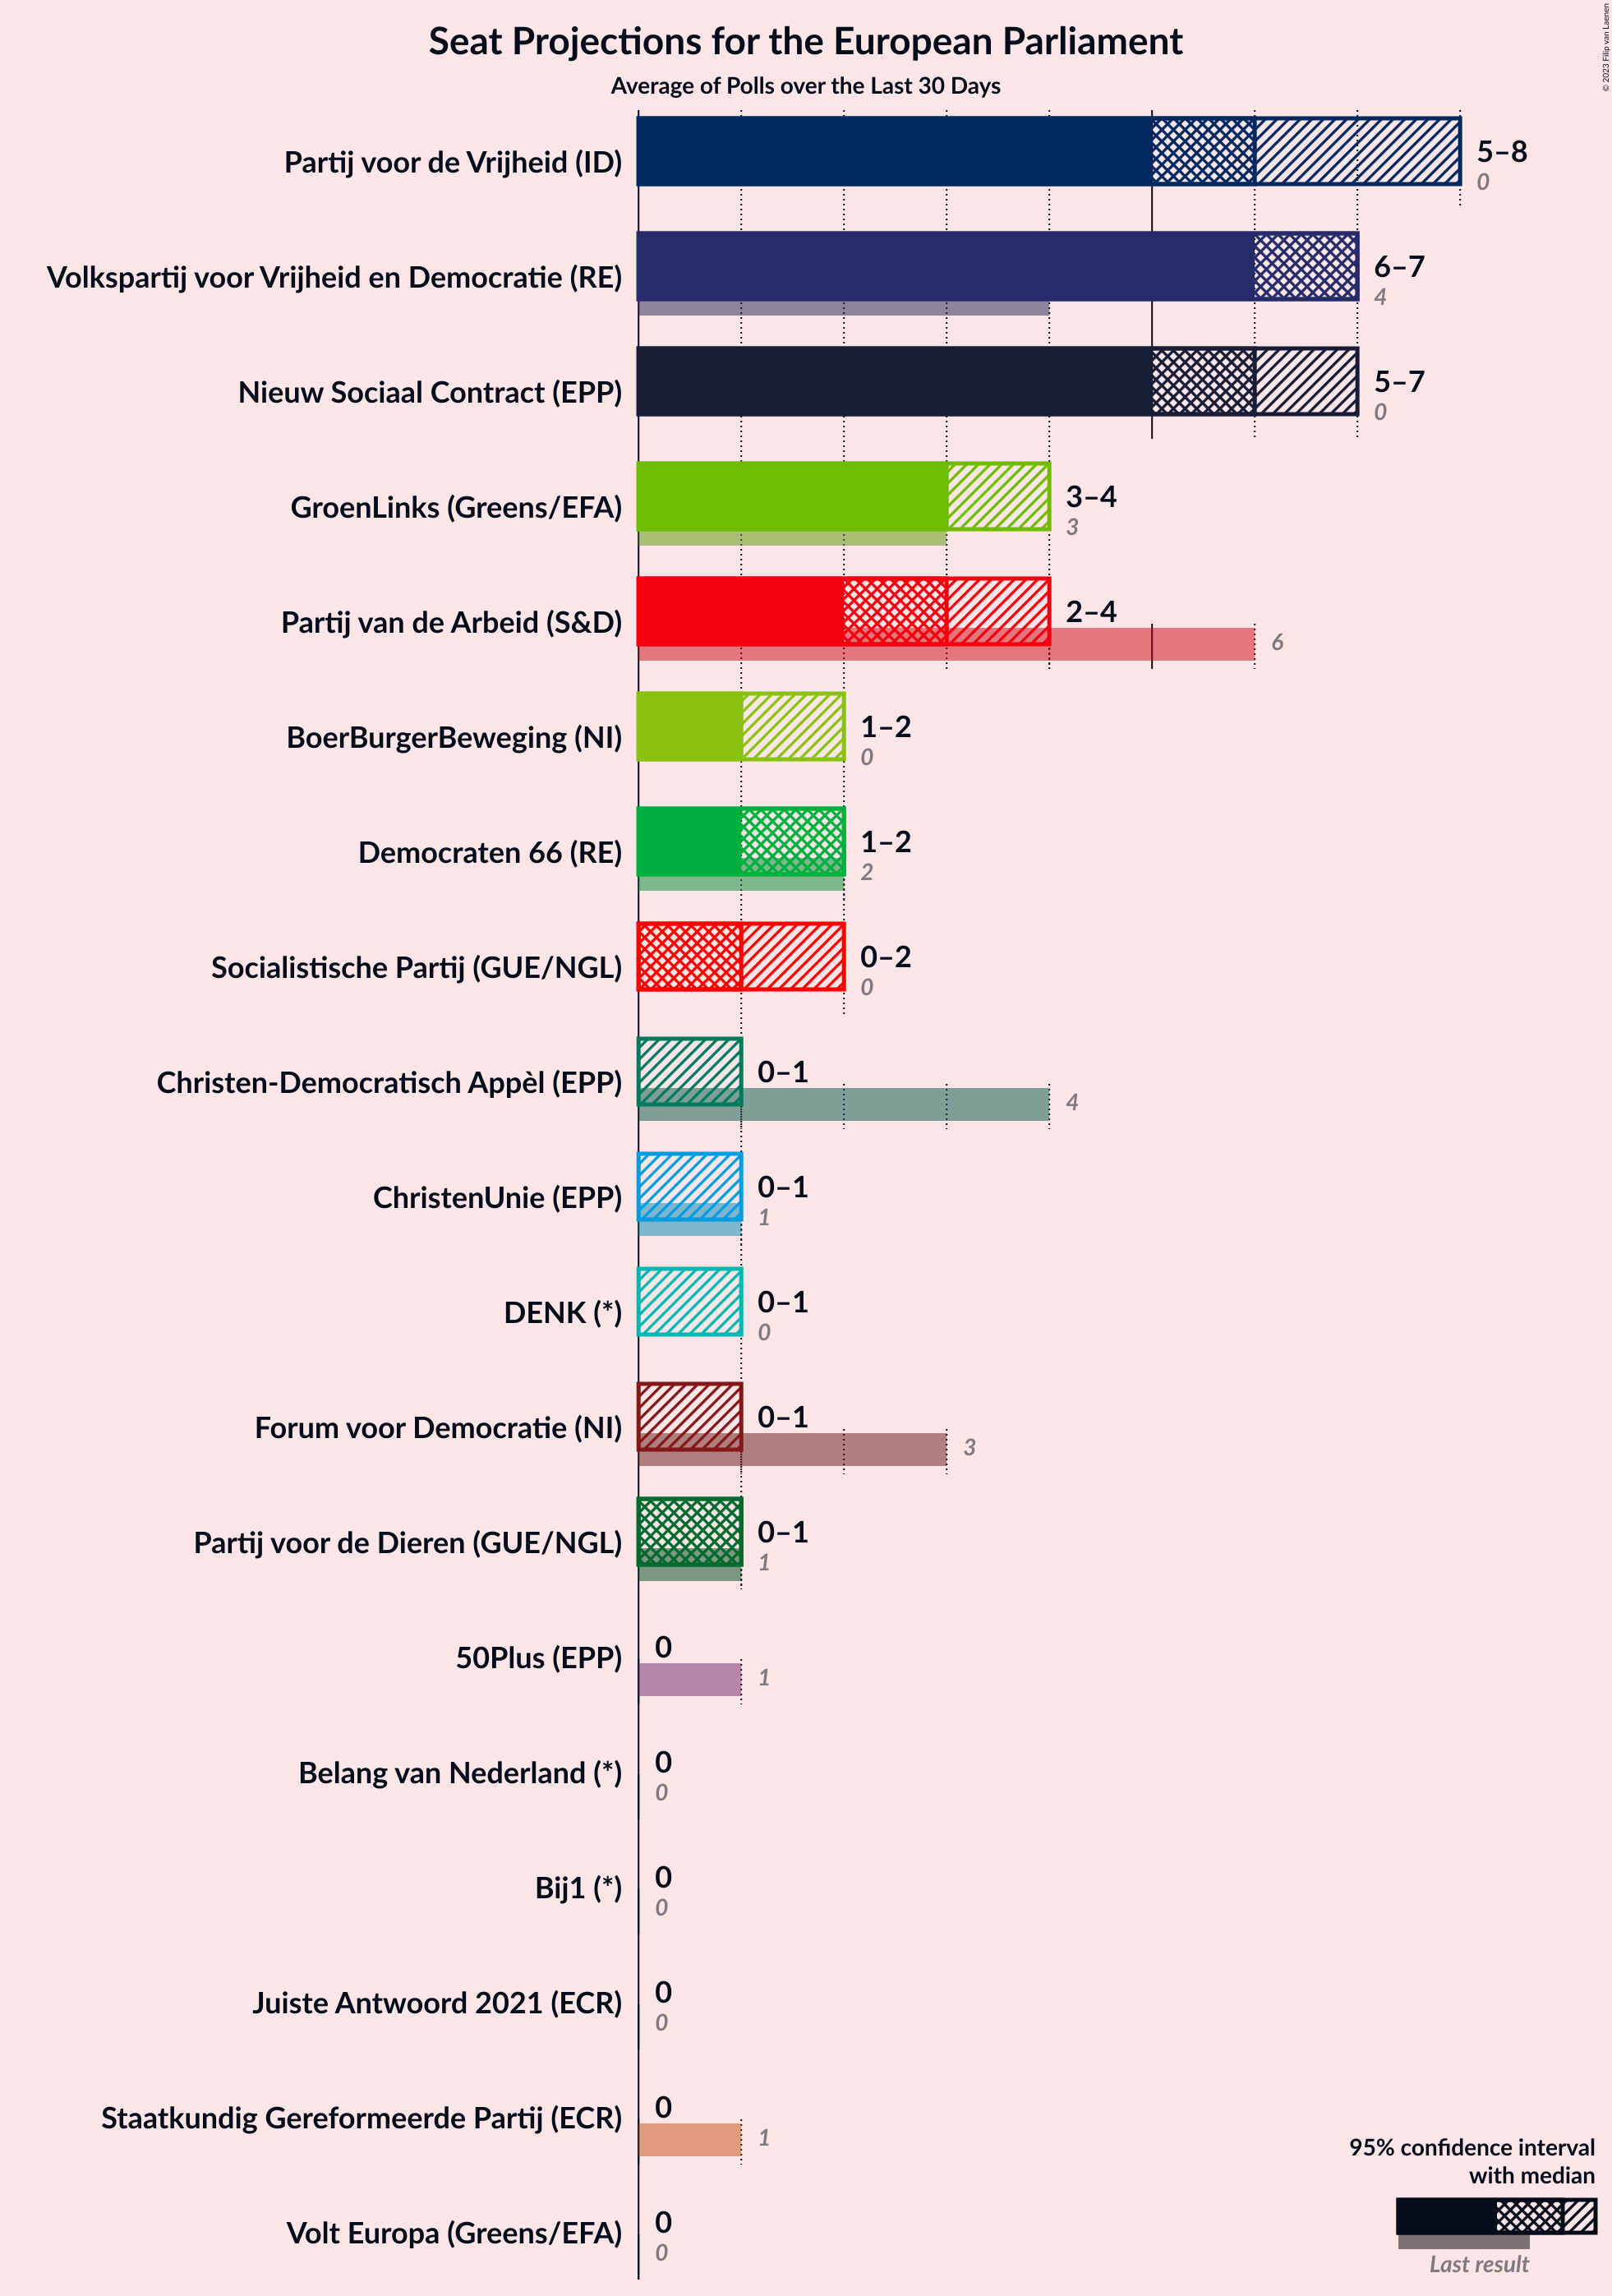 Seat Projections for the European Parliament
Average of Polls over the Last 30 Days
© 2023 Filip van Laenen
Partij voor de Vrijheid (ID)
5–8
0
Volkspartij voor Vrijheid en Democratie (RE)
6–7
4
Nieuw Sociaal Contract (EPP)
5–7
0
GroenLinks (Greens/EFA)
3–4
3
Partij van de Arbeid (S&D)
2–4
6
BoerBurgerBeweging (NI)
1–2
0
Democraten 66 (RE)
1–2
2
Socialistische Partij (GUE/NGL)
0–2
0
Christen-Democratisch Appèl (EPP)
0–1
4
ChristenUnie (EPP)
0–1
1
DENK (*)
0–1
0
Forum voor Democratie (NI)
0–1
3
Partij voor de Dieren (GUE/NGL)
0–1
1
50Plus (EPP)
0
1
Belang van Nederland (*)
0
0
Bij1 (*)
0
0
Juiste Antwoord 2021 (ECR)
0
0
Staatkundig Gereformeerde Partij (ECR)
0
1
Volt Europa (Greens/EFA)
0
0
95% confidence interval
with median
Last result